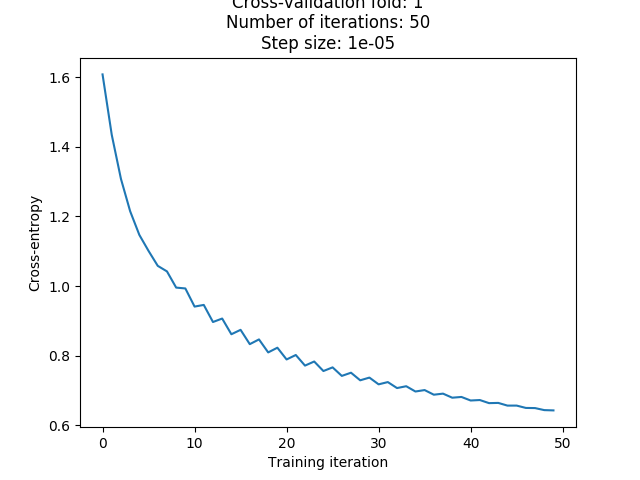 Cross-validation fold: 1
Number of iterations: 50
Step size: 1e-05
1.6
1.4
1.2
1.0
0.8
0.6
Cross-entropy
0 10 20 30 40 50
Training iteration